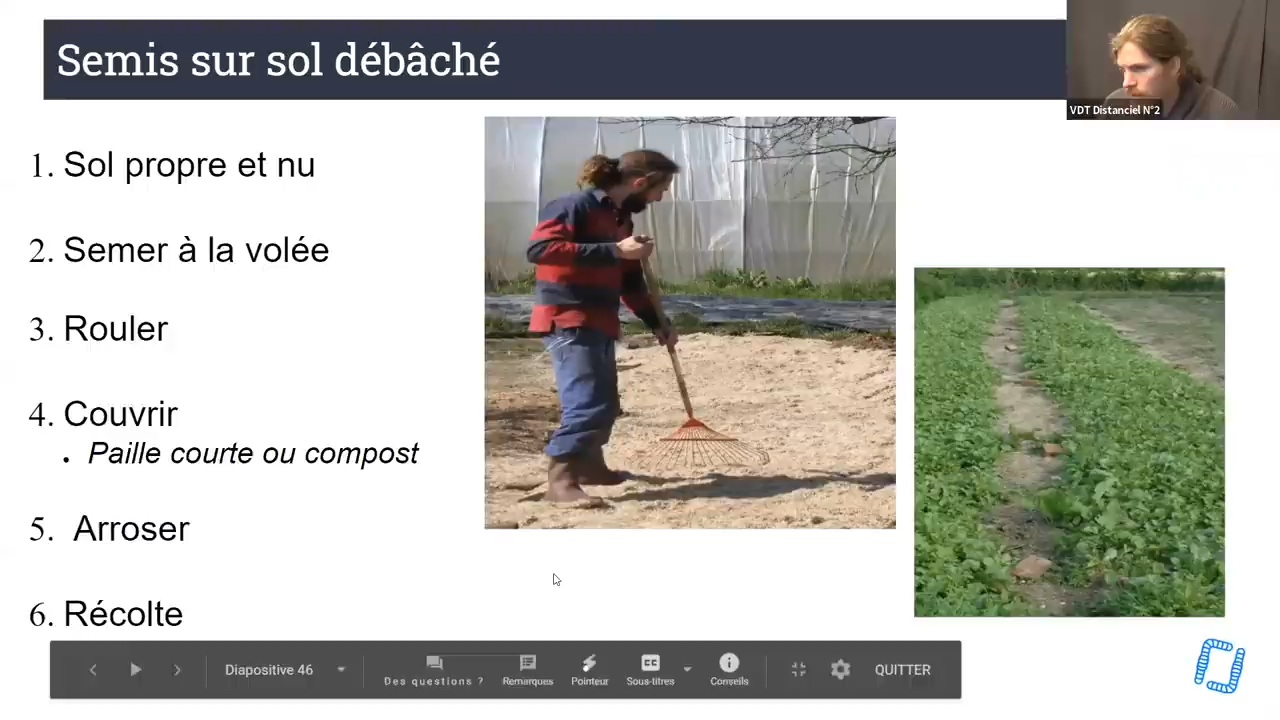 Semis sur sol débâché
VDT Distanciel N°2
1. Sol propre et nu
2. Semer à la volée
3. Rouler
4. Couvrir
• Paille courte ou compost
5. Arroser
6. Récolte
Diapositive 46
Des questions ?
Remarques
Pointeur
CC
Sous-titres
Conseils
QUITTER